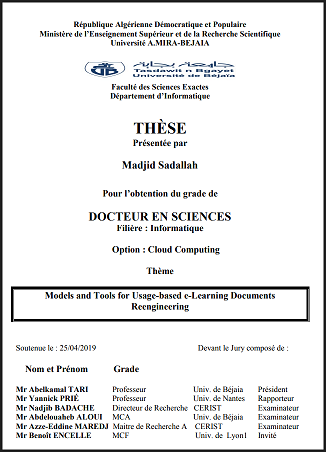 République Algérienne Démocratique et Populaire
Ministère de l'Enseignement Supérieur et de la Recherche Scientifique
Université A.MIRA-BEJAIA
جامعة بجاية
Tasdawit n Bgayet
Université de Béjaïa
Faculté des Sciences Exactes
Département d'Informatique
THÈSE
Présentée par
Madjid Sadallah
Pour l'obtention du grade de
DOCTEUR EN SCIENCES
Filière : Informatique
Option : Cloud Computing
Thème
Models and Tools for Usage-based e-Learning Documents
Reengineering
Soutenue le : 25/04/2019 Devant le Jury composé de :
Nom et Prénom Grade
Mr Abelkamal TARI Professeur Univ. de Béjaia Président
Mr Yannick PRIÉ Professeur Univ. de Nantes Rapporteur
Mr Nadjib BADACHE Directeur de Recherche CERIST Examinateur
Mr Abdelouaheb ALOUI MCA Univ. de Béjaia Examinateur
Mr Azze-Eddine MAREDJ Maitre de Recherche A CERIST Examinateur
Mr Benoît ENCELLE MCF Univ. de Lyon1 Invité